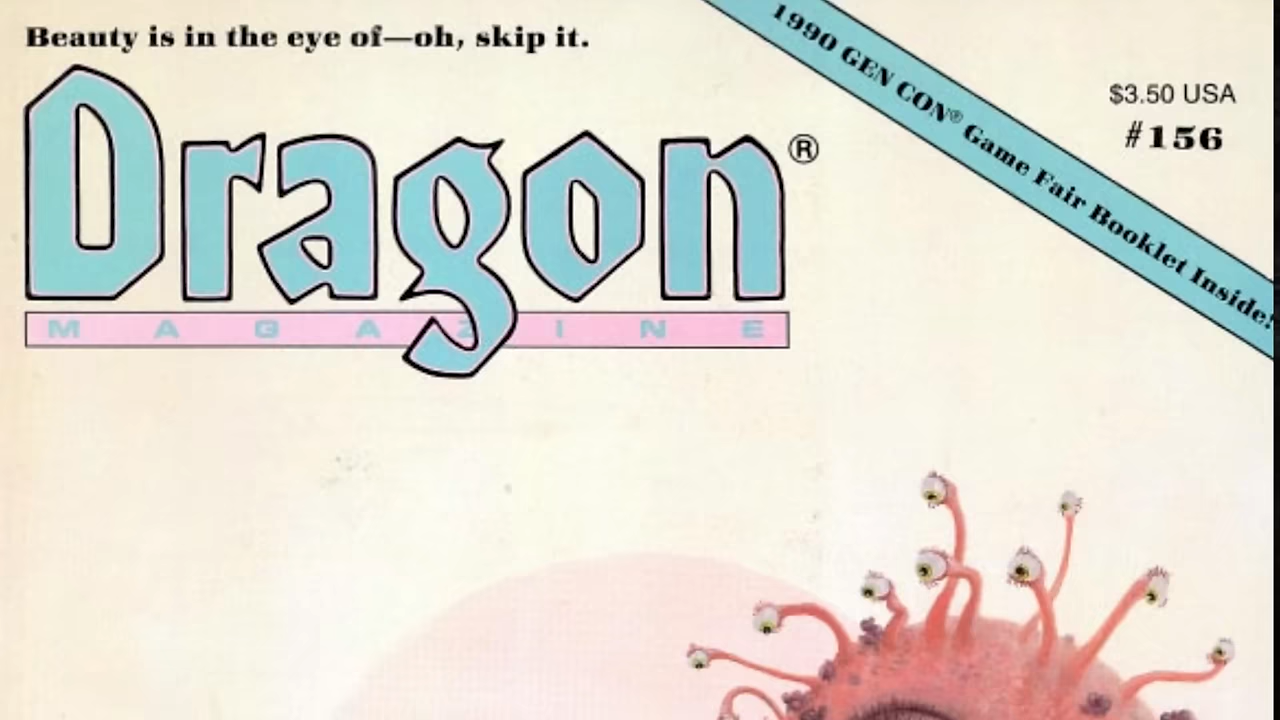 Beauty is in the eye of—oh, skip it.
1990 GEN CON® Game Fair Booklet Inside!
$3.50 USA
#156
Dragon®
MAGAZINE